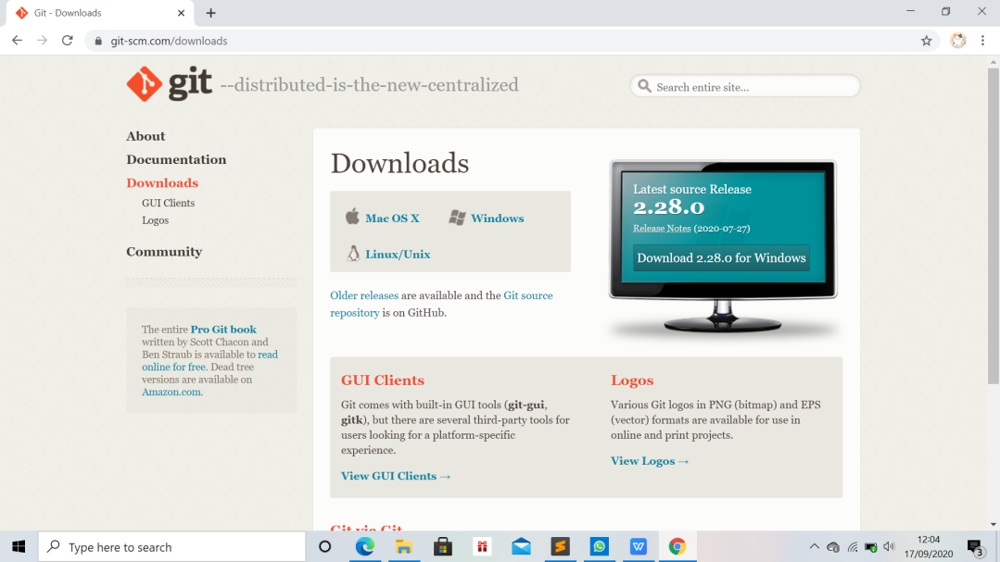 Git - Downloads
git-scm.com/downloads
git --distributed-is-the-new-centralized
Search entire site...
About
Documentation
Downloads
GUI Clients
Logos
Community
The entire Pro Git book
written by Scott Chacon and
Ben Straub is available to read
online for free. Dead tree
versions are available on
Amazon.com.
Downloads
Mac OS X
Windows
Linux/Unix
Older releases are available and the Git source
repository is on GitHub.
Latest source Release
2.28.0
Release Notes (2020-07-27)
Download 2.28.0 for Windows
GUI Clients
Git comes with built-in GUI tools (git-gui,
gitk), but there are several third-party tools for
users looking for a platform-specific
experience.
View GUI Clients →
Logos
Various Git logos in PNG (bitmap) and EPS
(vector) formats are available for use in
online and print projects.
View Logos →
Git via Git
Type here to search
12:04
17/09/2020
3